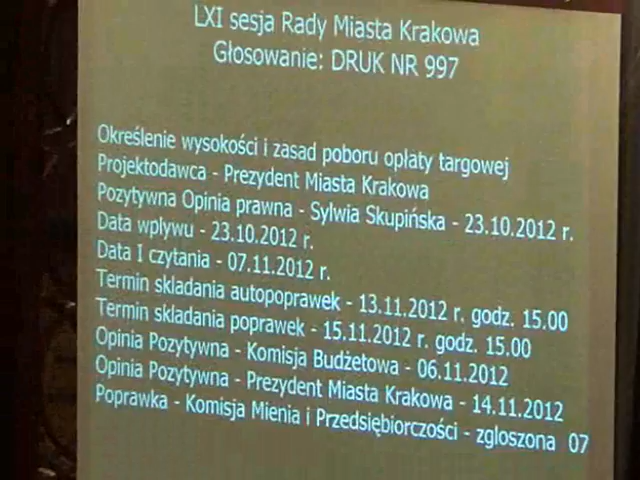 LXI sesja Rady Miasta Krakowa
Głosowanie: DRUK NR 997
Określenie wysokości i zasad poboru opłaty targowej
Projektodawca - Prezydent Miasta Krakowa
Pozytywna Opinia prawna - Sylwia Skupińska - 23.10.2012 r.
Data wpływu - 23.10.2012 r.
Data I czytania - 07.11.2012 r.
Termin skladania autopoprawek - 13.11.2012 r. godz. 15.00
Termin skladania poprawek - 15.11.2012 r. godz. 15.00
Opinia Pozytywna - Komisja Budżetowa - 06.11.2012
Opinia Pozytywna - Prezydent Miasta Krakowa - 14.11.2012
Poprawka - Komisja Mienia i Przedsiębiorczości - zgloszona 07